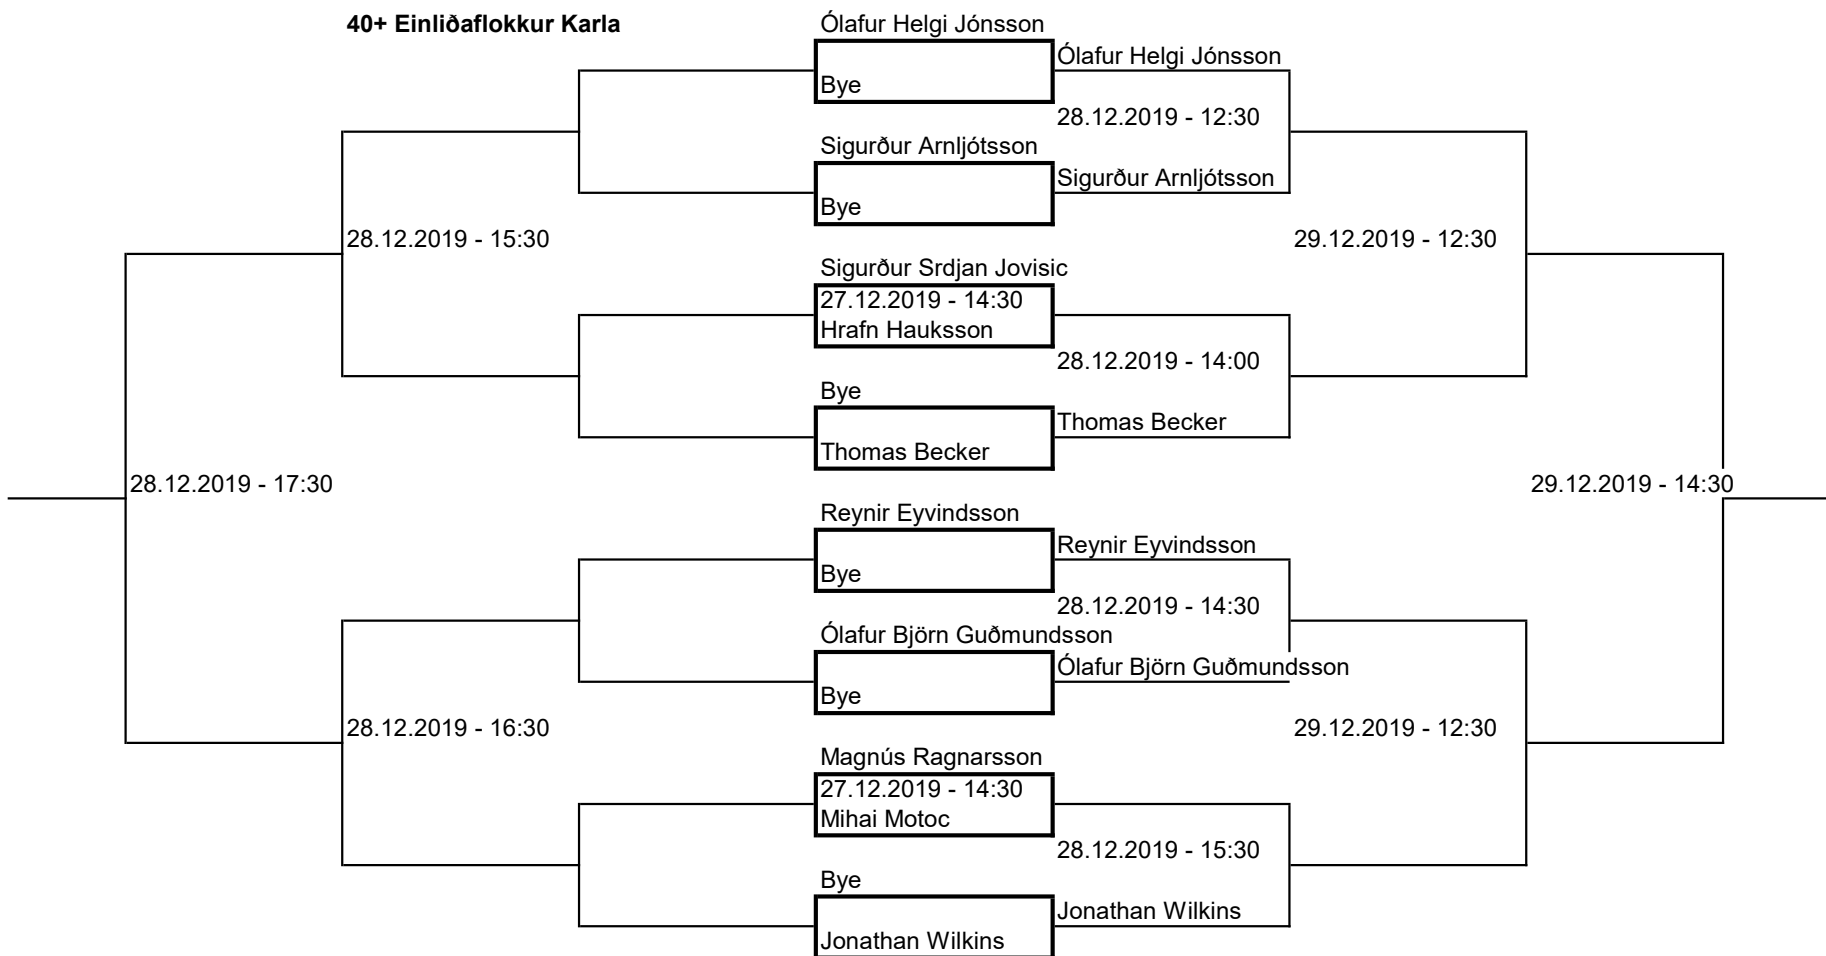 40+ Einliðaflokkur Karla
Ólafur Helgi Jónsson
Ólafur Helgi Jónsson
Bye
28.12.2019 - 12:30
Sigurður Arnljótsson
Sigurður Arnljótsson
Bye
28.12.2019 - 15:30
29.12.2019 - 12:30
Sigurður Srdjan Jovisic
27.12.2019 - 14:30
Hrafn Hauksson
28.12.2019 - 14:00
Bye
Thomas Becker
Thomas Becker
28.12.2019 - 17:30
29.12.2019 - 14:30
Reynir Eyvindsson
Reynir Eyvindsson
Bye
28.12.2019 - 14:30
Ólafur Björn Guðmundsson
Ólafur Björn Guðmundsson
Bye
28.12.2019 - 16:30
29.12.2019 - 12:30
Magnús Ragnarsson
27.12.2019 - 14:30
Mihai Motoc
28.12.2019 - 15:30
Bye
Jonathan Wilkins
Jonathan Wilkins